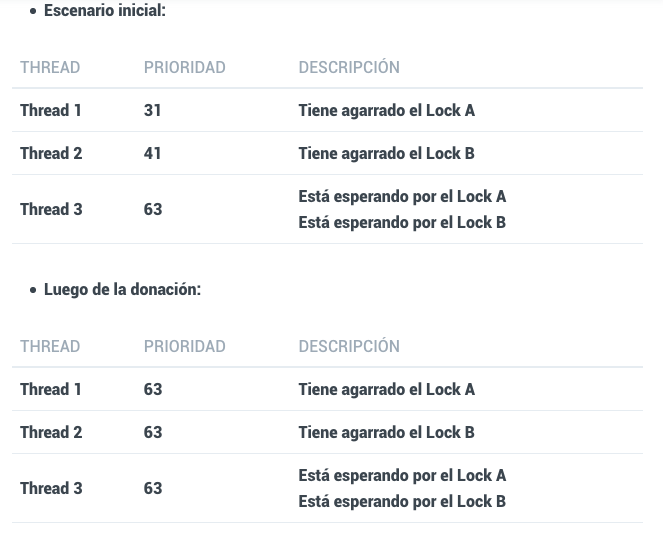 • Escenario inicial:
THREAD PRIORIDAD DESCRIPCIÓN
Thread 1 31 Tiene agarrado el Lock A
Thread 2 41 Tiene agarrado el Lock B
Thread 3 63 Está esperando por el Lock A
Está esperando por el Lock B
• Luego de la donación:
THREAD PRIORIDAD DESCRIPCIÓN
Thread 1 63 Tiene agarrado el Lock A
Thread 2 63 Tiene agarrado el Lock B
Thread 3 63 Está esperando por el Lock A
Está esperando por el Lock B